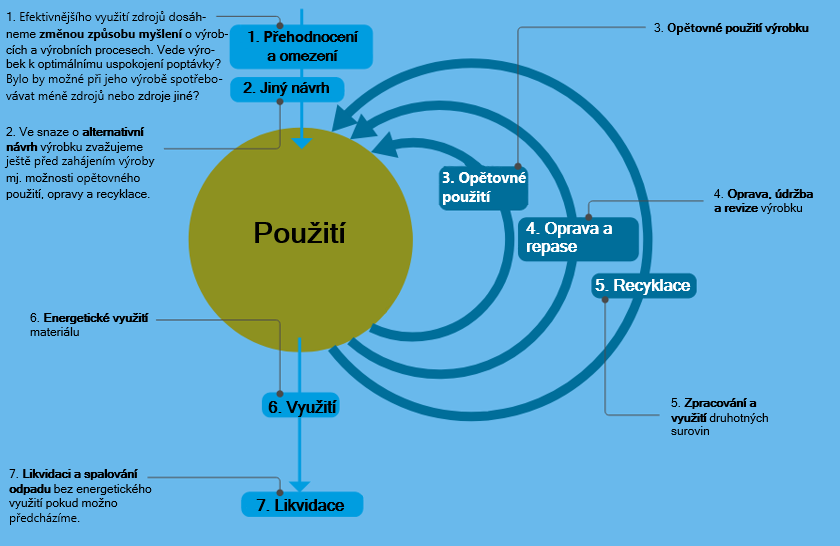 1. Efektivnějšího využití zdrojů dosáh-
neme změnou způsobu myšlení o výrob-
cích a výrobních procesech. Vede výro-
bek k optimálnímu uspokojení poptávky?
Bylo by možné při jeho výrobě spotřebo-
vávat méně zdrojů nebo zdroje jiné?
1. Přehodnocení
a omezení
2. Jiný návrh
3. Opětovné použití výrobku
2. Ve snaze o alternativní
návrh výrobku zvažujeme
ještě před zahájením výroby
mj. možnosti opětovného
použití, opravy a recyklace.
Použití
3. Opětovné
použití
4. Oprava, údržba
a revize výrobku
4. Oprava a
repase
5. Recyklace
6. Energetické využití
materiálu
6. Využití
5. Zpracování a
využití druhotných
surovin
7. Likvidaci a spalování
odpadu bez energetického
využití pokud možno
předcházíme.
7. Likvidace